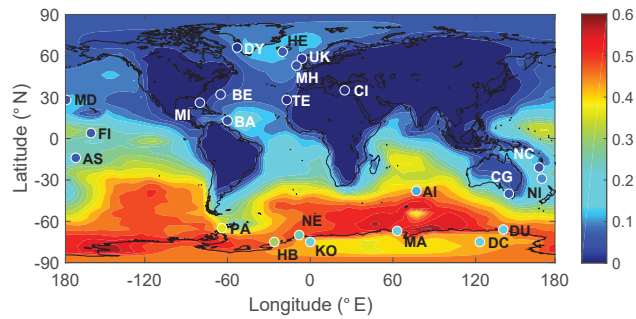 90
60
30
0
-30
-60
-90
Latitude (°N)
180
-120
-60
0
60
120
180
Longitude (°E)
DY
HE
UK
MH
MD
BE
TE
CI
MI
BA
FI
NC
AS
CG
AI
NI
PA
NE
MA
DU
HB
KO
DC
0.6
0.5
0.4
0.3
0.2
0.1
0